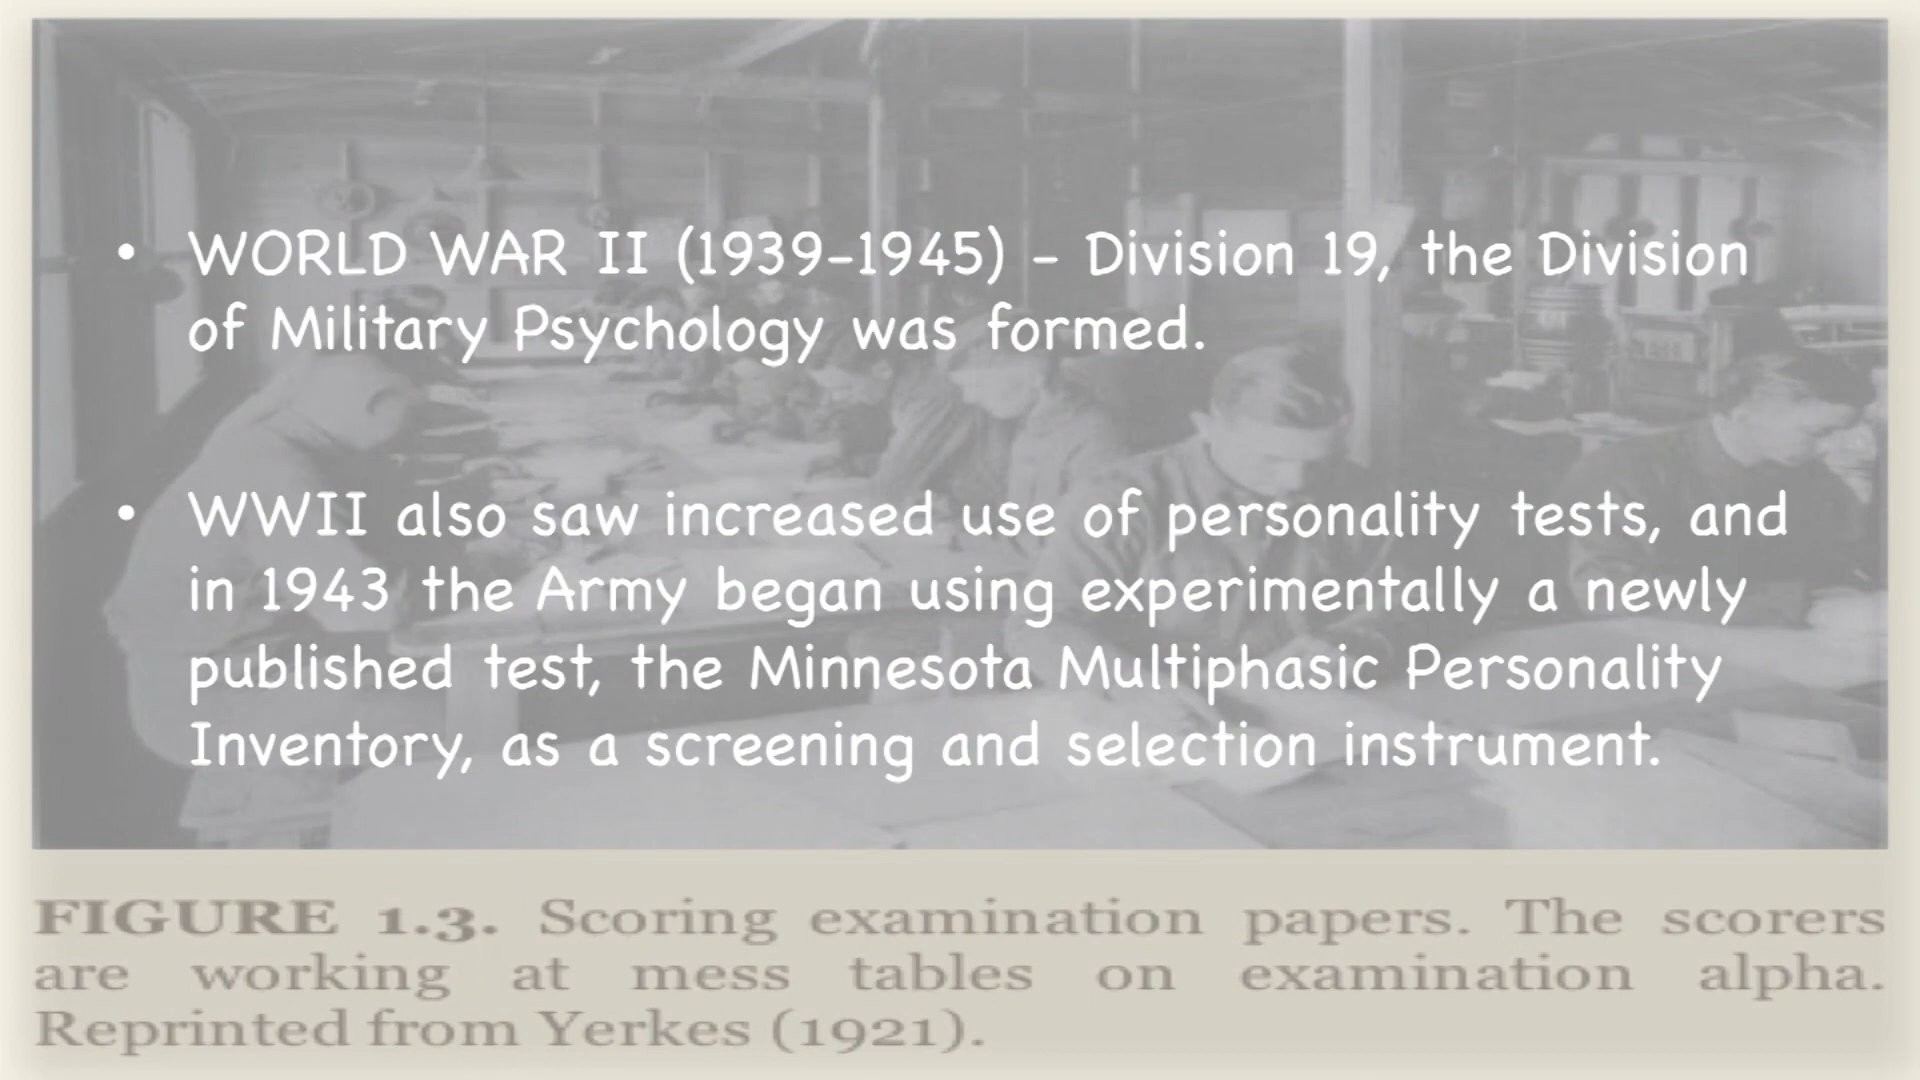 • WORLD WAR II (1939-1945) - Division 19, the Division
of Military Psychology was formed.
• WWII also saw increased use of personality tests, and
in 1943 the Army began using experimentally a newly
published test, the Minnesota Multiphasic Personality
Inventory, as a screening and selection instrument.
FIGURE 1.3. Scoring examination papers. The scorers
are working at mess tables on examination alpha.
Reprinted from Yerkes (1921).